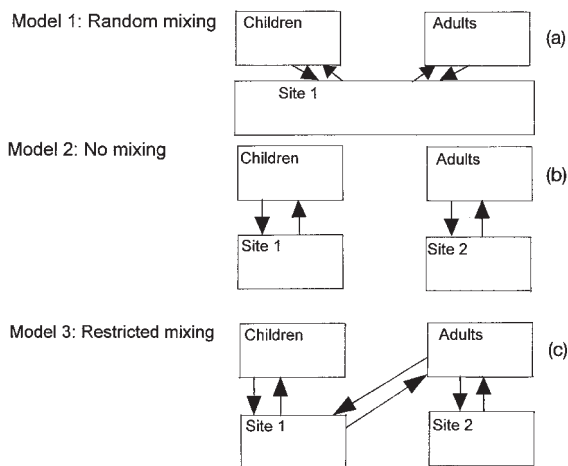 Model 1: Random mixing
Children
Adults
(a)
Site 1
Model 2: No mixing
Children
Adults
(b)
Site 1
Site 2
Model 3: Restricted mixing
Children
Adults
(c)
Site 1
Site 2